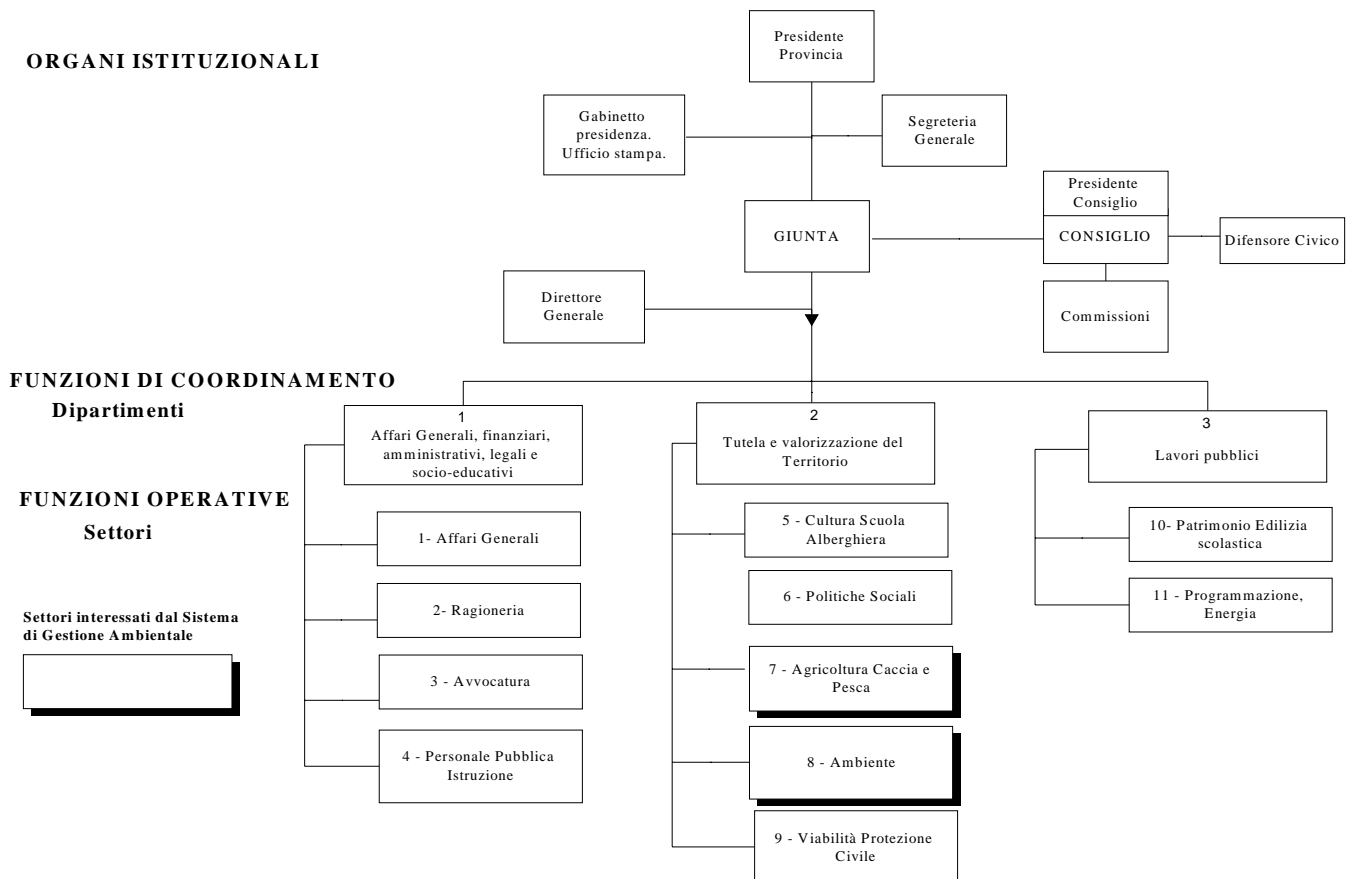 Presidente
Provincia
ORGANI ISTITUZIONALI
Gabinetto
presidenza.
Ufficio stampa.
Segreteria
Generale
Presidente
Consiglio
GIUNTA
CONSIGLIO
Difensore Civico
Direttore
Generale
Commissioni
FUNZIONI DI COORDINAMENTO
Dipartimenti
1
Affari Generali, finanziari,
amministrativi, legali e
socio-educativi
2
Tutela e valorizzazione del
Territorio
3
Lavori pubblici
FUNZIONI OPERATIVE
Settori
1- Affari Generali
5 - Cultura Scuola
Alberghiera
10- Patrimonio Edilizia
scolastica
2- Ragioneria
6 - Politiche Sociali
11 - Programmazione,
Energia
Settori interessati dal Sistema
di Gestione Ambientale
3 - Avvocatura
7 - Agricoltura Caccia e
Pesca
4 - Personale Pubblica
Istruzione
8 - Ambiente
9 - Viabilità Protezione
Civile